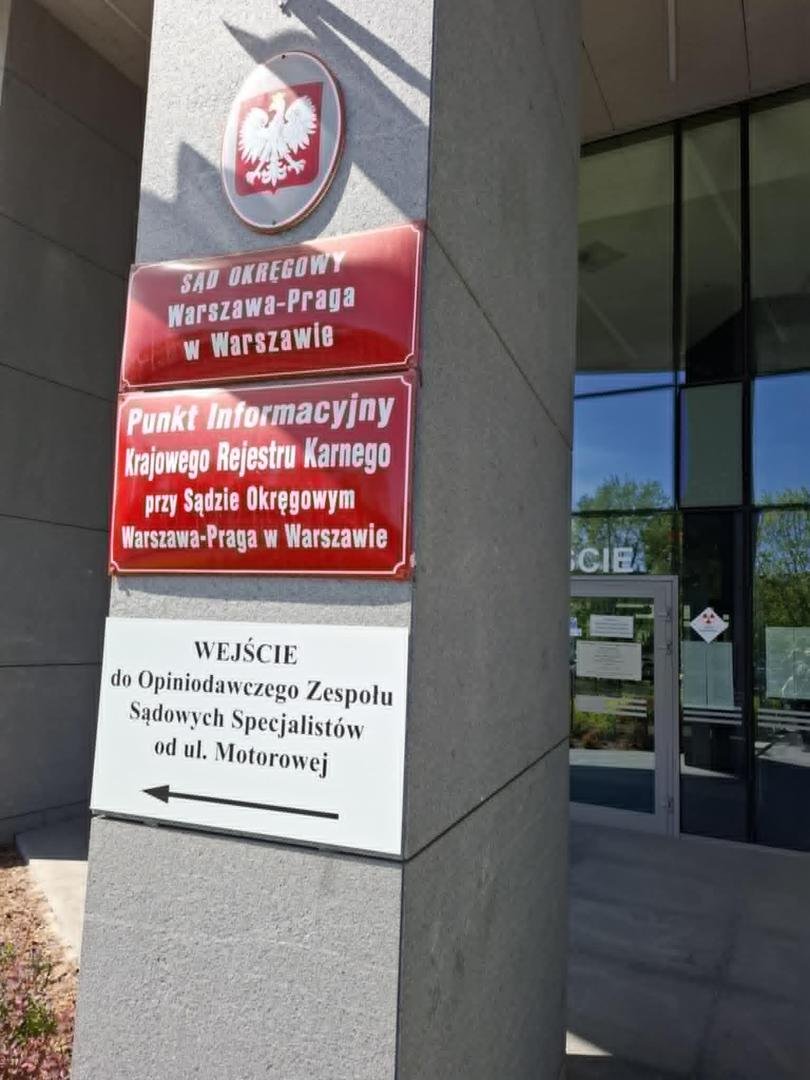 SĄD OKRĘGOWY
Warszawa-Praga
w Warszawie
Punkt Informacyjny
Krajowego Rejestru Karnego
przy Sądzie Okręgowym
Warszawa-Praga w Warszawie
WEJŚCIE
do Opiniodawczego Zespołu
Sądowych Specjalistów
od ul. Motorowej